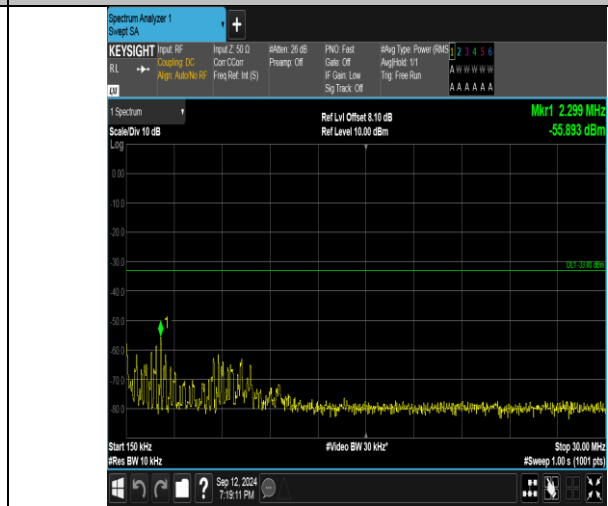 Spectrum Analyzer 1
Swept SA
+
KEYSIGHT Input: RF Input Z: 50 Ω #Atten: 26 dB PNO: Fast #Avg Type: Power (RMS 1 2 3 4 5 6
RL Coupling: DC Corr CCorr Preamp: Off Gate: Off Avg|Hold: 1/1 A W W W W W
Align: Auto/No RF Freq Ref: Int (S) IF Gain: Low Trig: Free Run
Sig Track: Off A A A A A A
1 Spectrum Ref Lvl Offset 8.10 dB Mkr1 2.299 MHz
Scale/Div 10 dB Ref Level 10.00 dBm -55.893 dBm
Log
0.00
-10.0
-20.0
-30.0
DL1 -33.00 dBm
-40.0
-50.0
1
-60.0
-70.0
-80.0
Start 150 kHz #Video BW 30 kHz* Stop 30.00 MHz
#Res BW 10 kHz #Sweep 1.00 s (1001 pts)
? Sep 12, 2024
7:19:11 PM